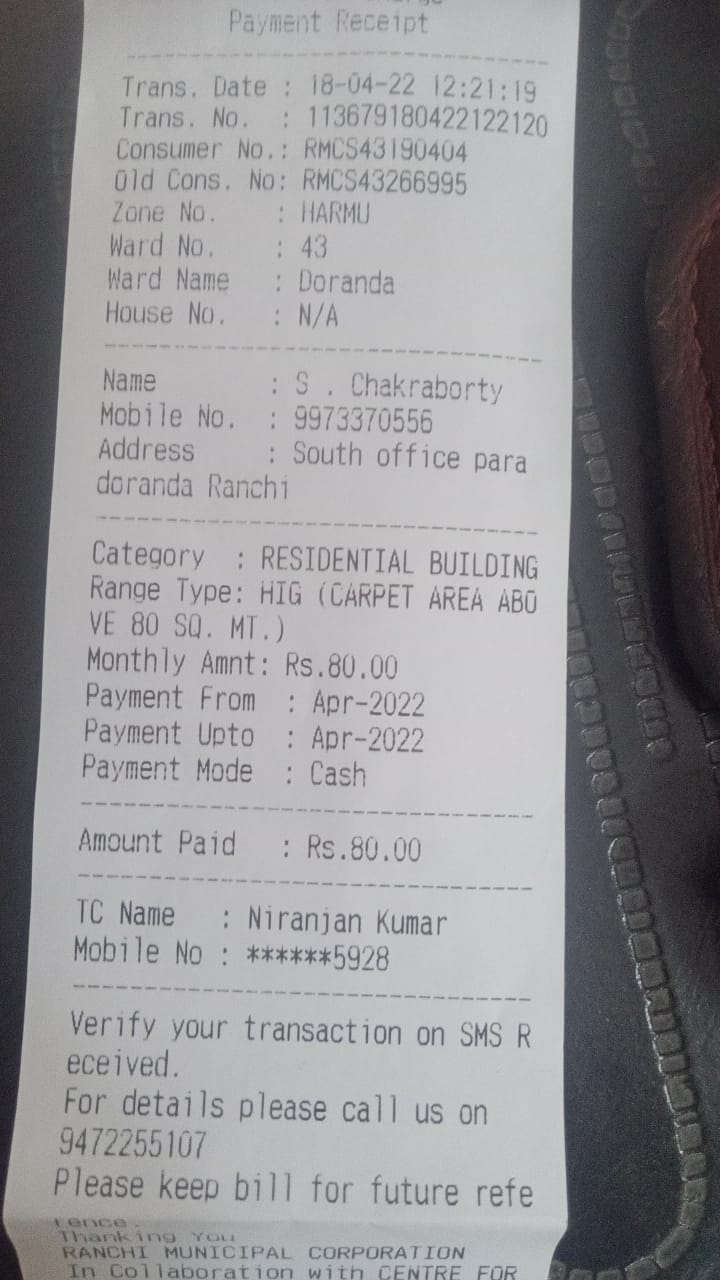 Payment Receipt
Trans. Date : 18-04-22 12:21:19
Trans. No. : 113679180422122120
Consumer No.: RMCS43190404
Old Cons. No: RMCS43266995
Zone No. : HARMU
Ward No. : 43
Ward Name : Doranda
House No. : N/A
Name : S . Chakraborty
Mobile No. : 9973370556
Address : South office para
doranda Ranchi
Category : RESIDENTIAL BUILDING
Range Type: HIG (CARPET AREA ABO
VE 80 SQ. MT.)
Monthly Amnt: Rs.80.00
Payment From : Apr-2022
Payment Upto : Apr-2022
Payment Mode : Cash
Amount Paid : Rs.80.00
TC Name : Niranjan Kumar
Mobile No : ******5928
Verify your transaction on SMS R
eceived.
For details please call us on
9472255107
Please keep bill for future refe
rence.
Thanking You
RANCHI MUNICIPAL CORPORATION
In Collaboration with CENTRE FOR